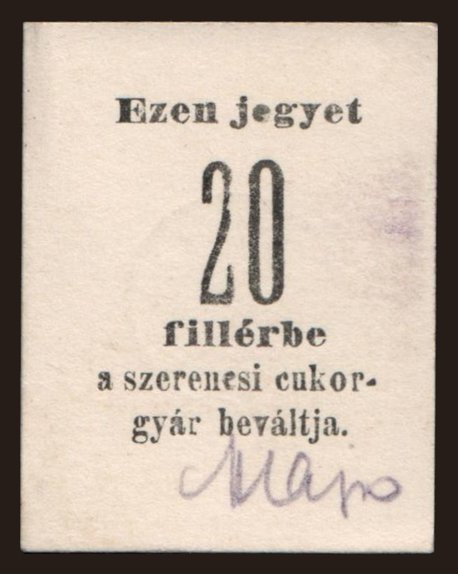 Ezen jegyet
20
fillérbe
a szerencsi cukor-
gyár beváltja.